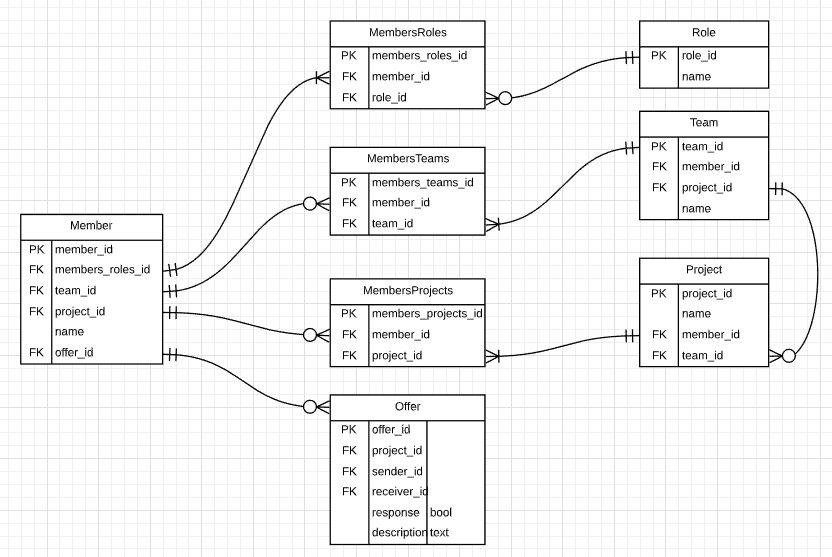 MembersRoles
PK members_roles_id
FK member_id
FK role_id
Role
PK role_id
name
MembersTeams
PK members_teams_id
FK member_id
FK team_id
Team
PK team_id
FK member_id
FK project_id
name
Member
PK member_id
FK members_roles_id
FK team_id
FK project_id
name
FK offer_id
MembersProjects
PK members_projects_id
FK member_id
FK project_id
Project
PK project_id
name
FK member_id
FK team_id
Offer
PK offer_id
FK project_id
FK sender_id
FK receiver_id
response bool
description text